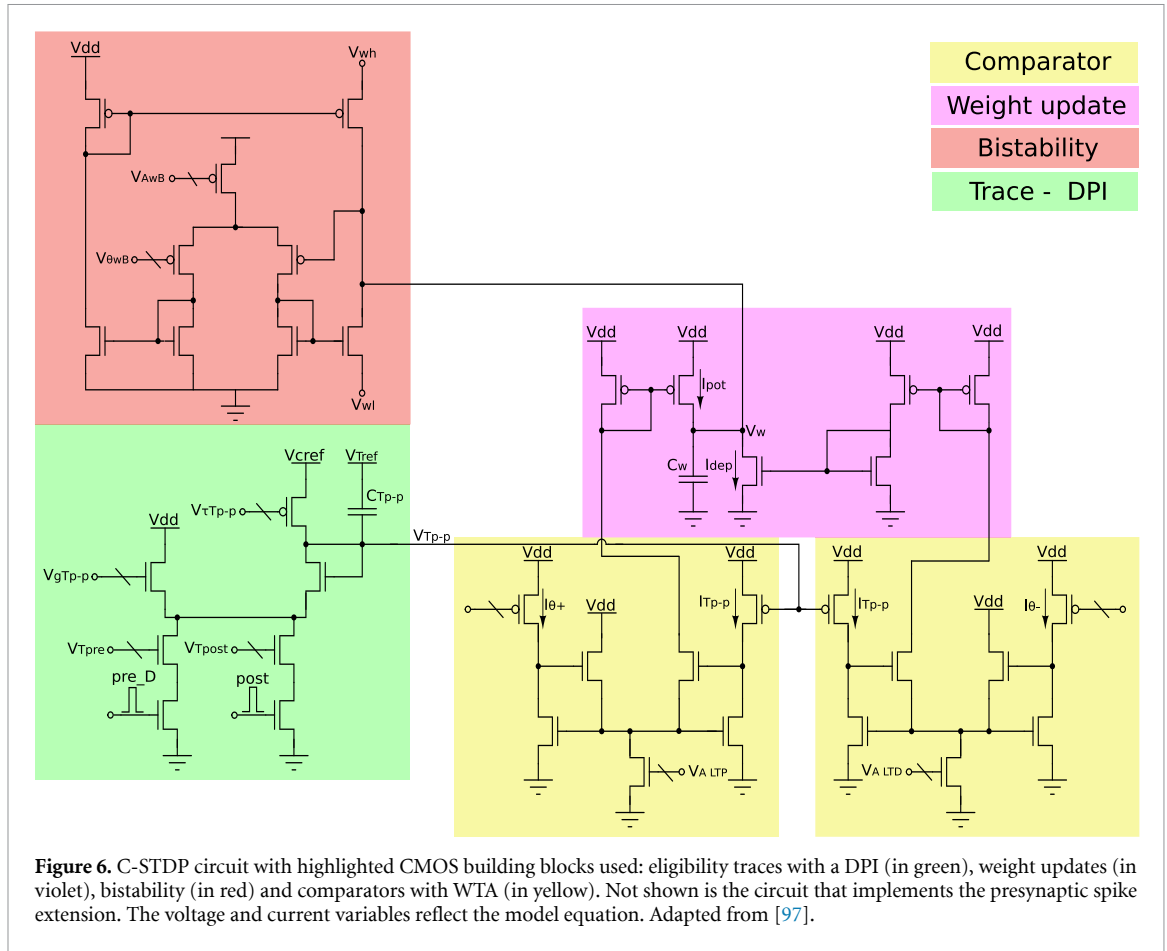 Vdd
Vwh
VAwB
VθwB
Vwl
Comparator
Weight update
Bistability
Trace - DPI
Vdd
Vdd
Ipot
Vdd
Vdd
Vw
Cw
Idep
Vcref
VTref
CTp-p
VτTp-p
Vdd
VTp-p
VgTp-p
VTpre
VTpost
pre_D
post
Vdd
Iθ+
Vdd
Vdd
ITp-p
VA LTP
Vdd
ITp-p
Vdd
Vdd
Iθ-
VA LTD
Figure 6. C-STDP circuit with highlighted CMOS building blocks used: eligibility traces with a DPI (in green), weight updates (in
violet), bistability (in red) and comparators with WTA (in yellow). Not shown is the circuit that implements the presynaptic spike
extension. The voltage and current variables reflect the model equation. Adapted from [97].